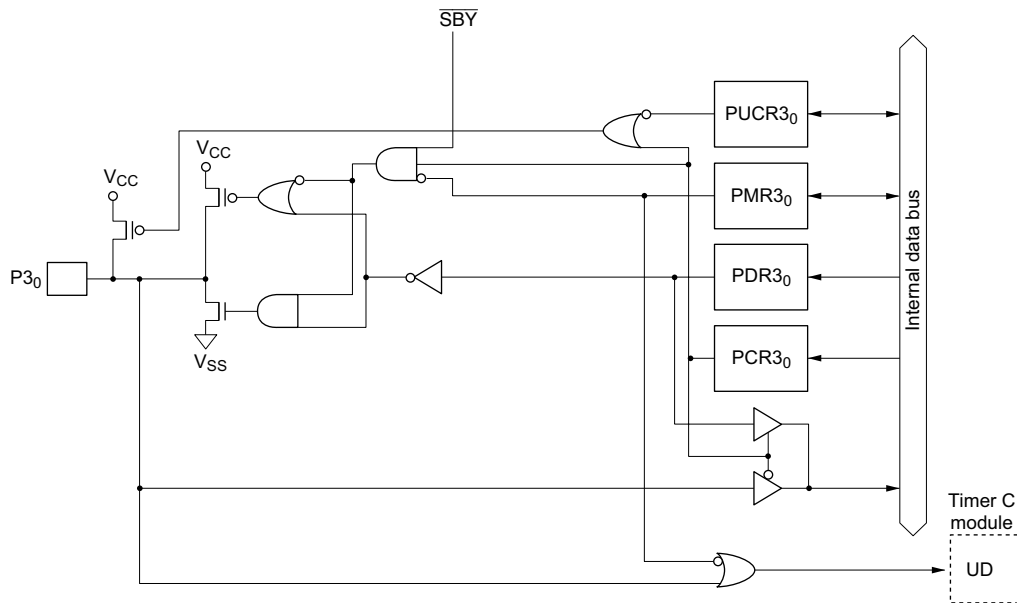 SBY
PUCR3₀
V_CC
PMR3₀
V_CC
P3₀
PDR3₀
Internal data bus
V_SS
PCR3₀
Timer C
module
UD